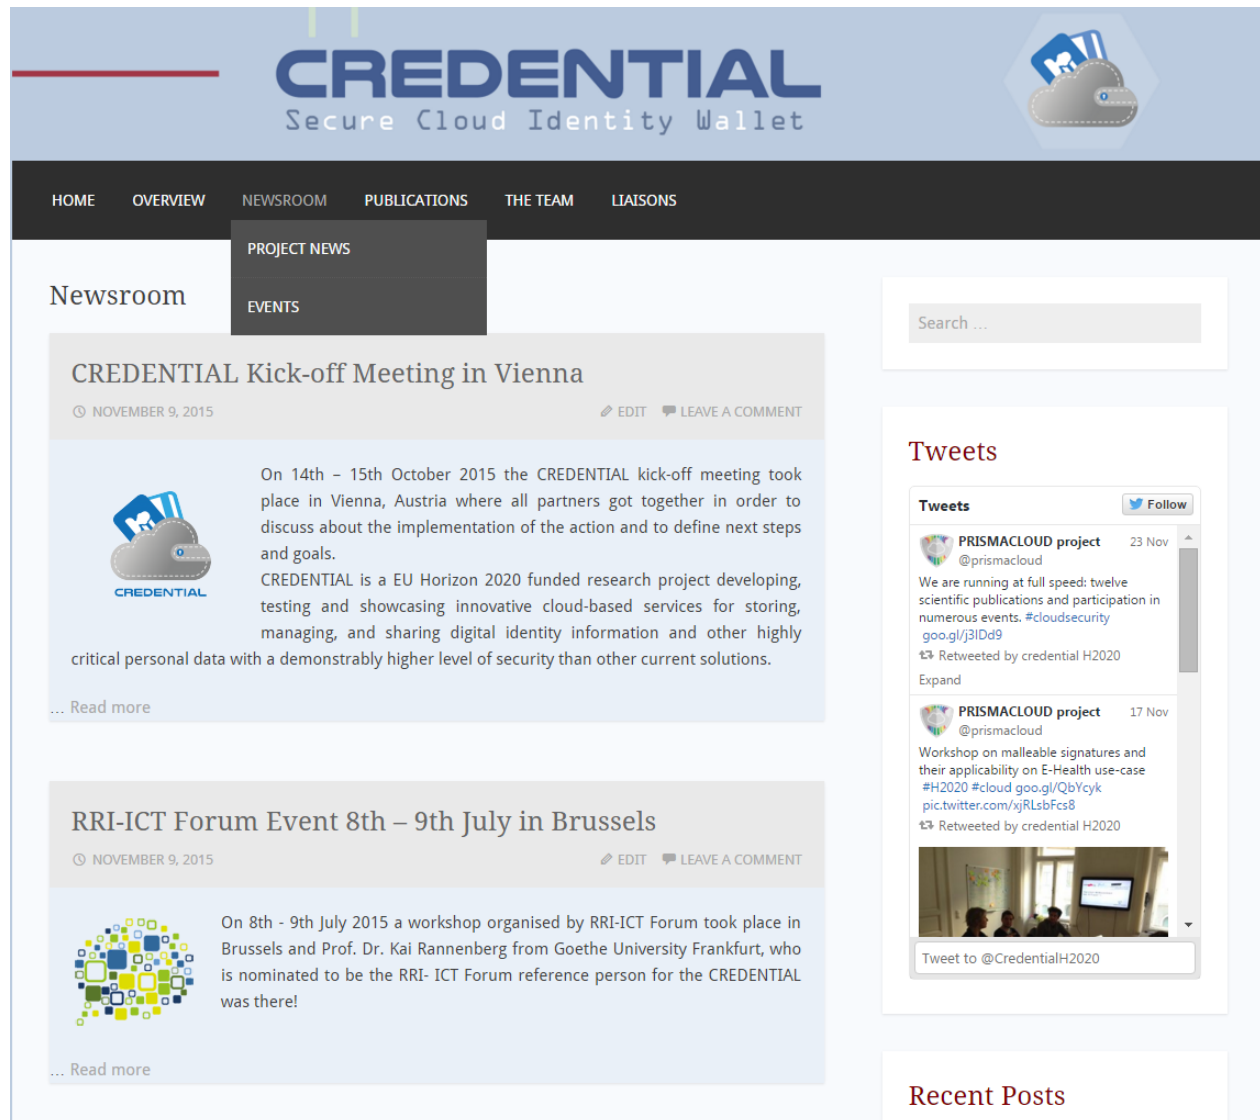 CREDENTIAL
Secure Cloud Identity Wallet
HOME OVERVIEW NEWSROOM PUBLICATIONS THE TEAM LIAISONS
PROJECT NEWS
EVENTS
Newsroom
CREDENTIAL Kick-off Meeting in Vienna
NOVEMBER 9, 2015 EDIT LEAVE A COMMENT
CREDENTIAL
On 14th – 15th October 2015 the CREDENTIAL kick-off meeting took
place in Vienna, Austria where all partners got together in order to
discuss about the implementation of the action and to define next steps
and goals.
CREDENTIAL is a EU Horizon 2020 funded research project developing,
testing and showcasing innovative cloud-based services for storing,
managing, and sharing digital identity information and other highly
critical personal data with a demonstrably higher level of security than other current solutions.
... Read more
RRI-ICT Forum Event 8th – 9th July in Brussels
NOVEMBER 9, 2015 EDIT LEAVE A COMMENT
On 8th - 9th July 2015 a workshop organised by RRI-ICT Forum took place in
Brussels and Prof. Dr. Kai Rannenberg from Goethe University Frankfurt, who
is nominated to be the RRI- ICT Forum reference person for the CREDENTIAL
was there!
... Read more
Search ...
Tweets
Tweets Follow
PRISMACLOUD project 23 Nov
@prismacloud
We are running at full speed: twelve
scientific publications and participation in
numerous events. #cloudsecurity
goo.gl/j3IDd9
Retweeted by credential H2020
Expand
PRISMACLOUD project 17 Nov
@prismacloud
Workshop on malleable signatures and
their applicability on E-Health use-case
#H2020 #cloud goo.gl/QbYcyk
pic.twitter.com/xjRLsbFcs8
Retweeted by credential H2020
Tweet to @CredentialH2020
Recent Posts